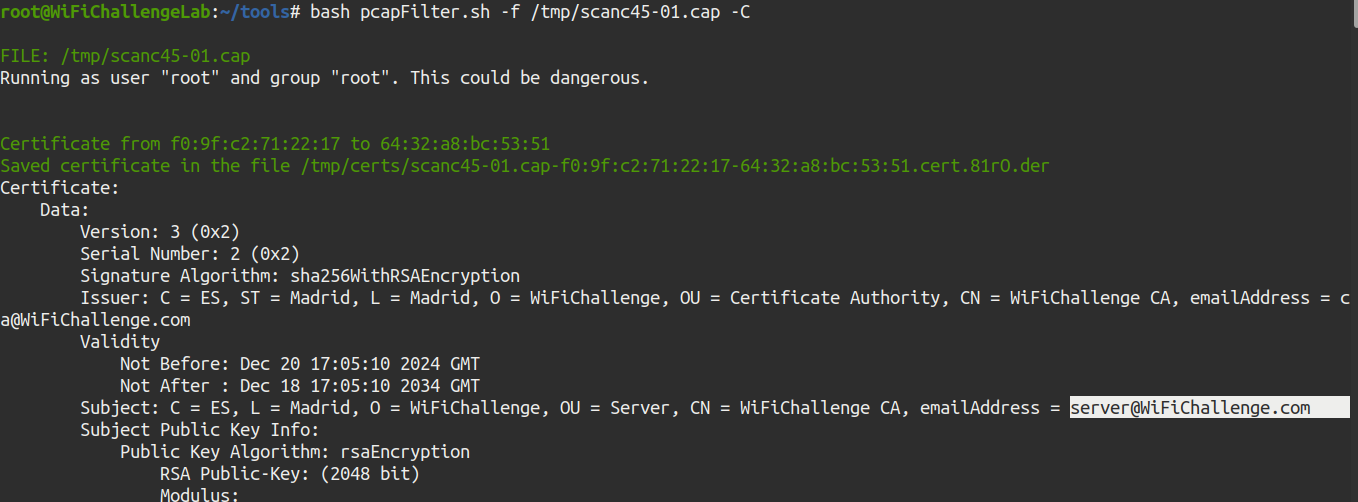 root@WiFiChallengeLab:~/tools# bash pcapFilter.sh -f /tmp/scanc45-01.cap -C
FILE: /tmp/scanc45-01.cap
Running as user "root" and group "root". This could be dangerous.
Certificate from f0:9f:c2:71:22:17 to 64:32:a8:bc:53:51
Saved certificate in the file /tmp/certs/scanc45-01.cap-f0:9f:c2:71:22:17-64:32:a8:bc:53:51.cert.81rO.der
Certificate:
    Data:
        Version: 3 (0x2)
        Serial Number: 2 (0x2)
        Signature Algorithm: sha256WithRSAEncryption
        Issuer: C = ES, ST = Madrid, L = Madrid, O = WiFiChallenge, OU = Certificate Authority, CN = WiFiChallenge CA, emailAddress = c
a@WiFiChallenge.com
        Validity
            Not Before: Dec 20 17:05:10 2024 GMT
            Not After : Dec 18 17:05:10 2034 GMT
        Subject: C = ES, L = Madrid, O = WiFiChallenge, OU = Server, CN = WiFiChallenge CA, emailAddress = server@WiFiChallenge.com
        Subject Public Key Info:
            Public Key Algorithm: rsaEncryption
                RSA Public-Key: (2048 bit)
                Modulus: